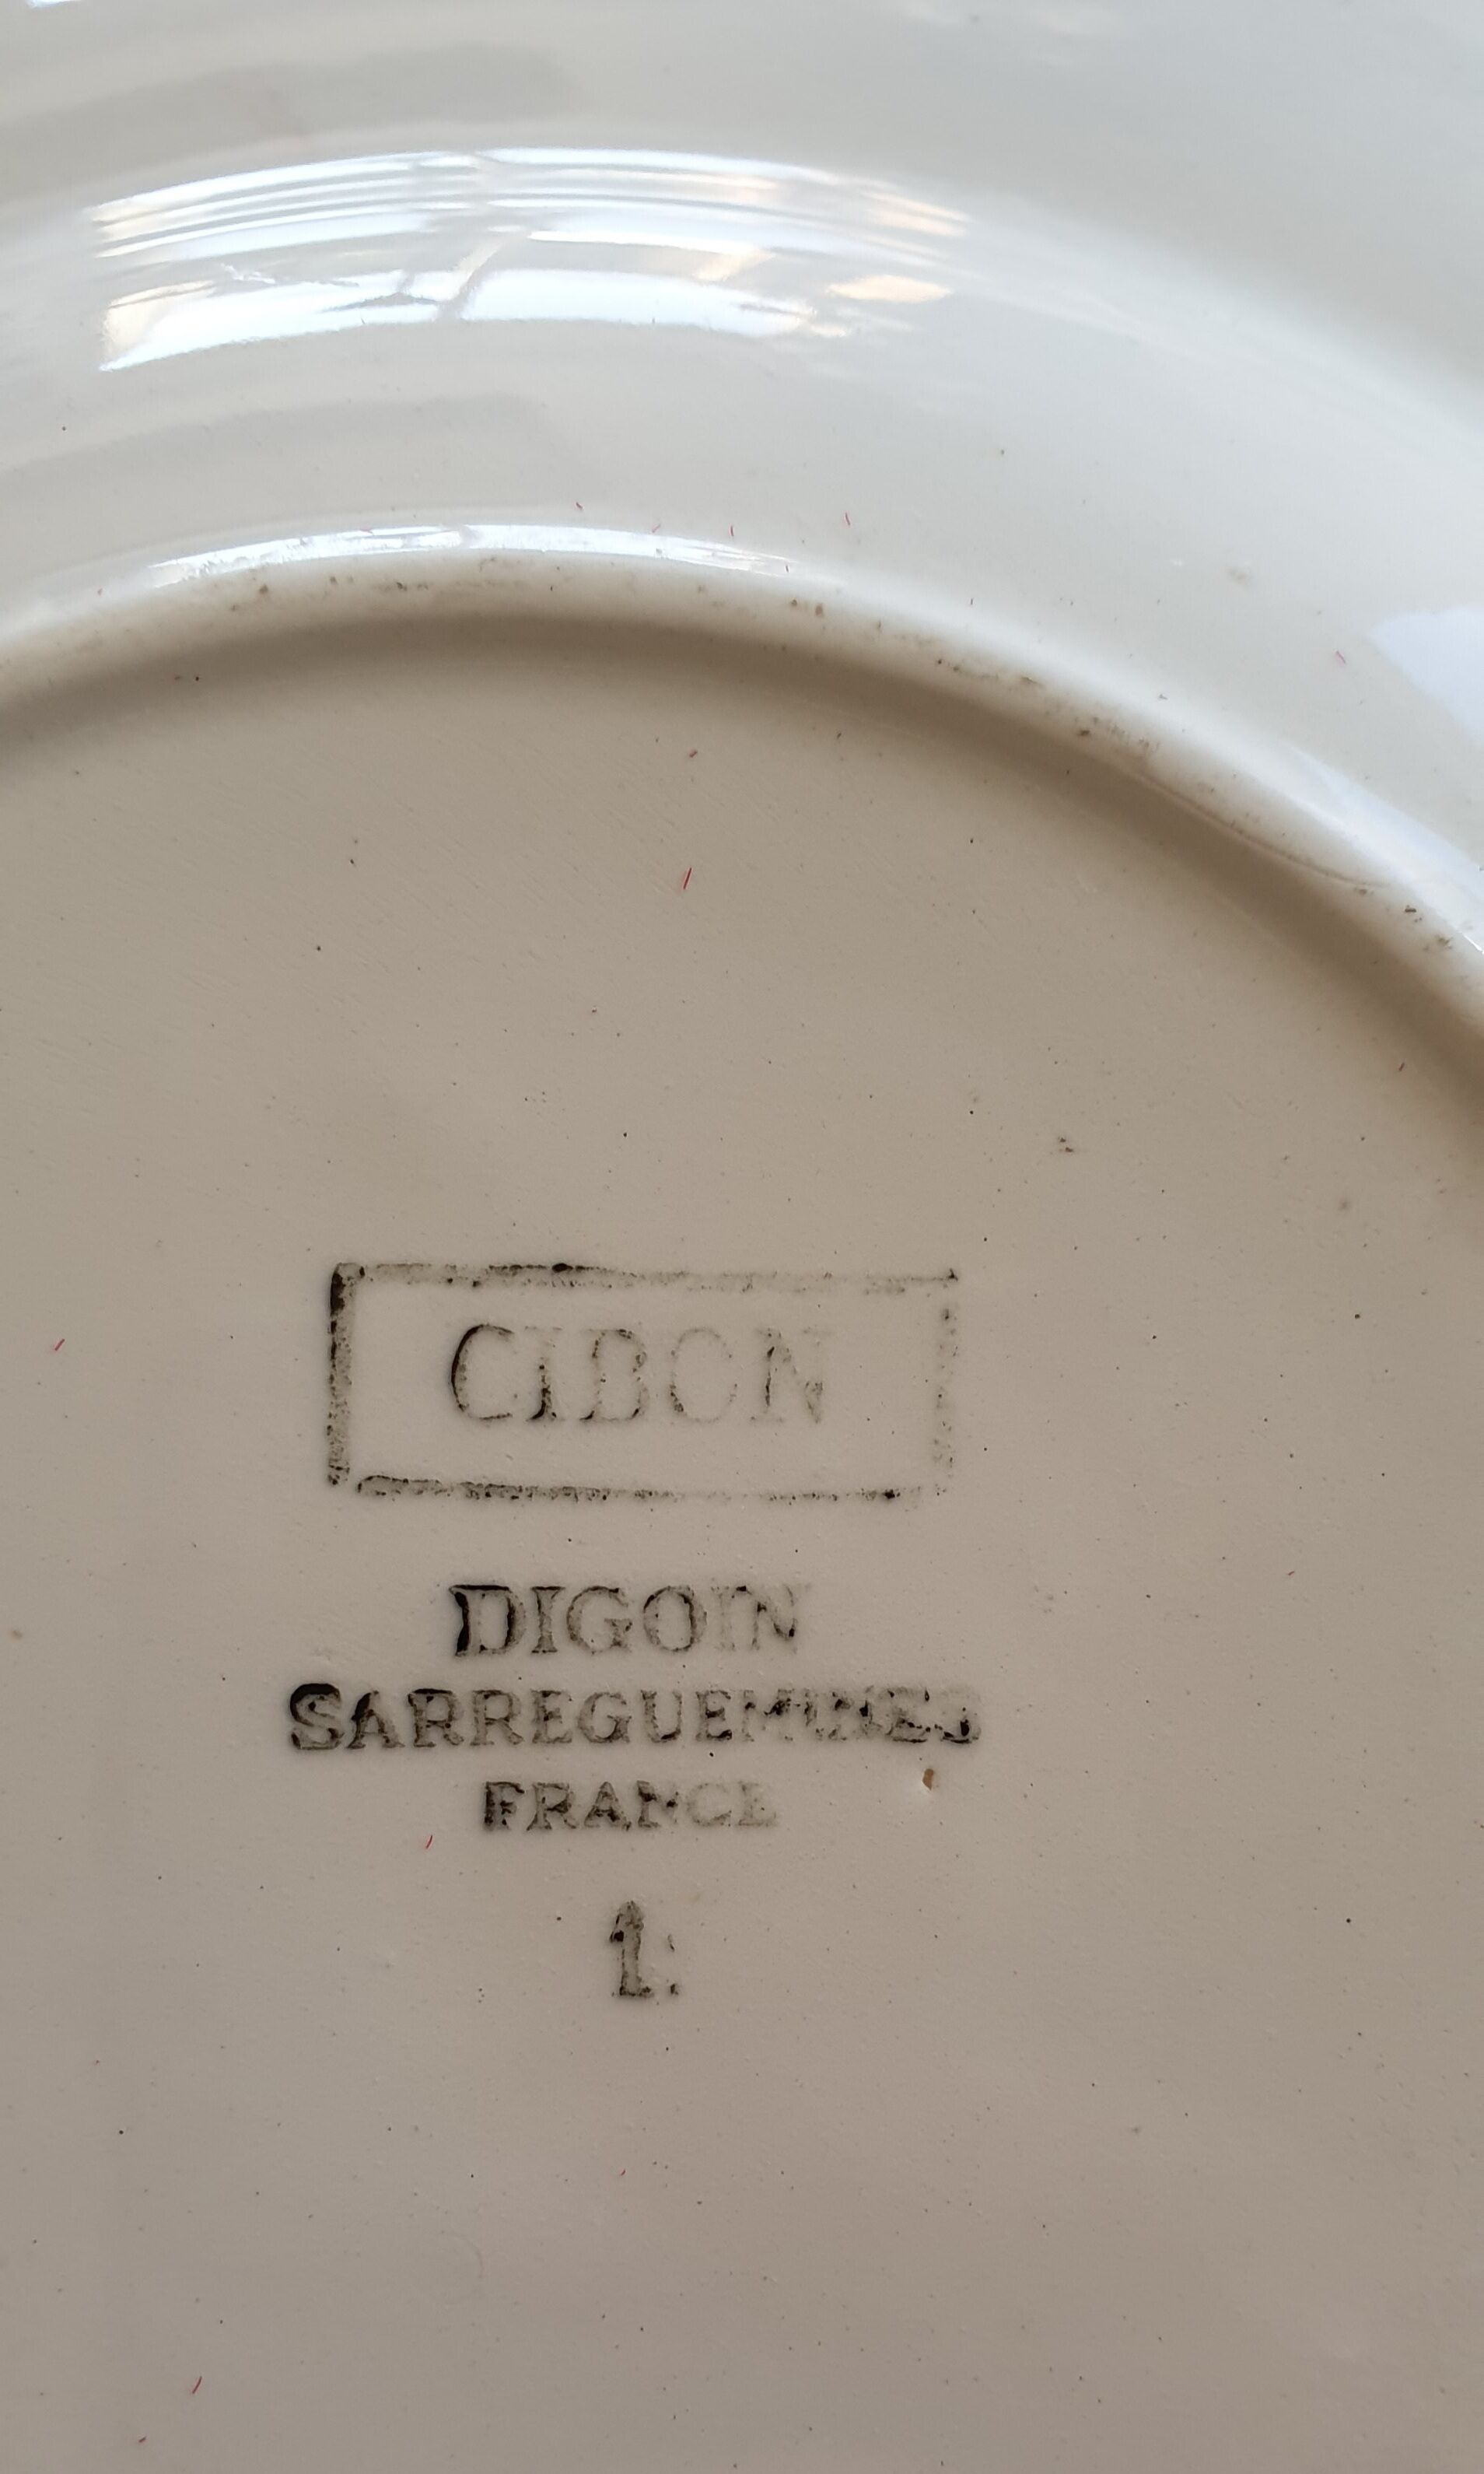 CIBON
DIGOIN
SARREGUEMINES
FRANCE
1.